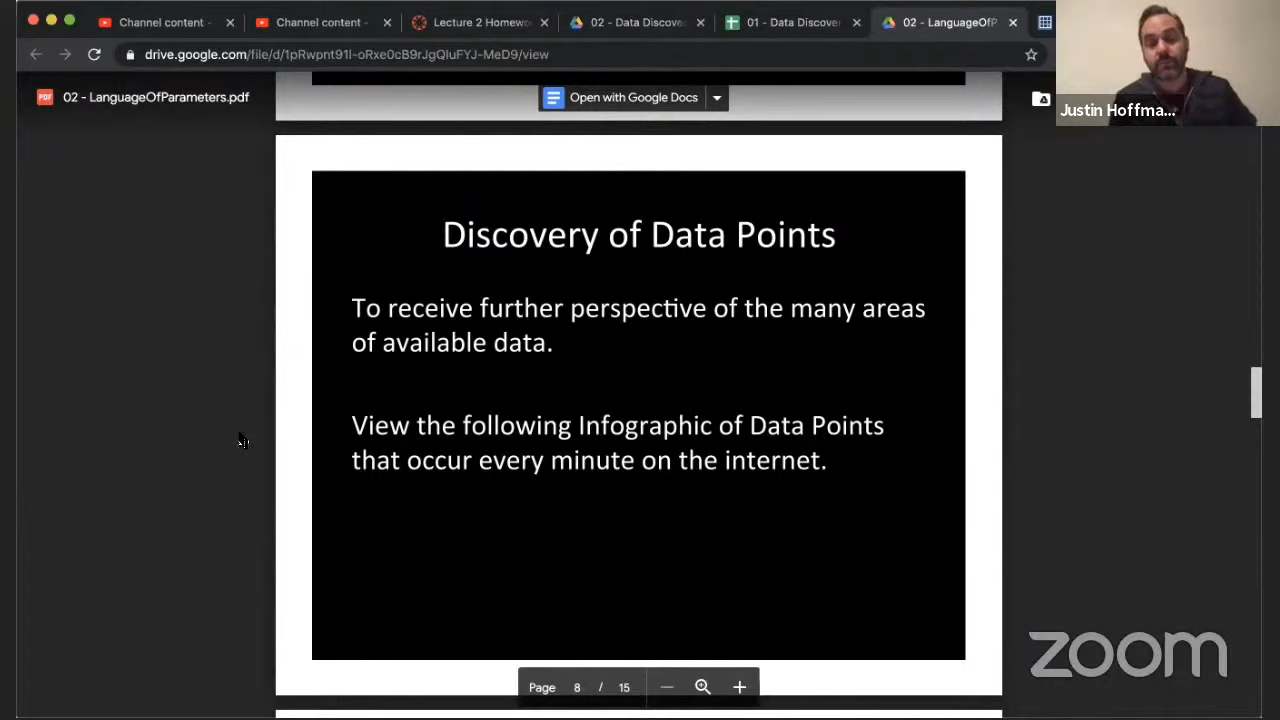 Channel content -
Channel content -
Lecture 2 Homewo
02 - Data Discove
01 - Data Discove
02 - LanguageOfP
drive.google.com/file/d/1pRwpnt91l-oRxe0cB9rJgQluFYJ-MeD9/view
PDF
02 - LanguageOfParameters.pdf
Open with Google Docs
Justin Hoffma...
Discovery of Data Points
To receive further perspective of the many areas
of available data.
View the following Infographic of Data Points
that occur every minute on the internet.
Page 8 / 15
zoom